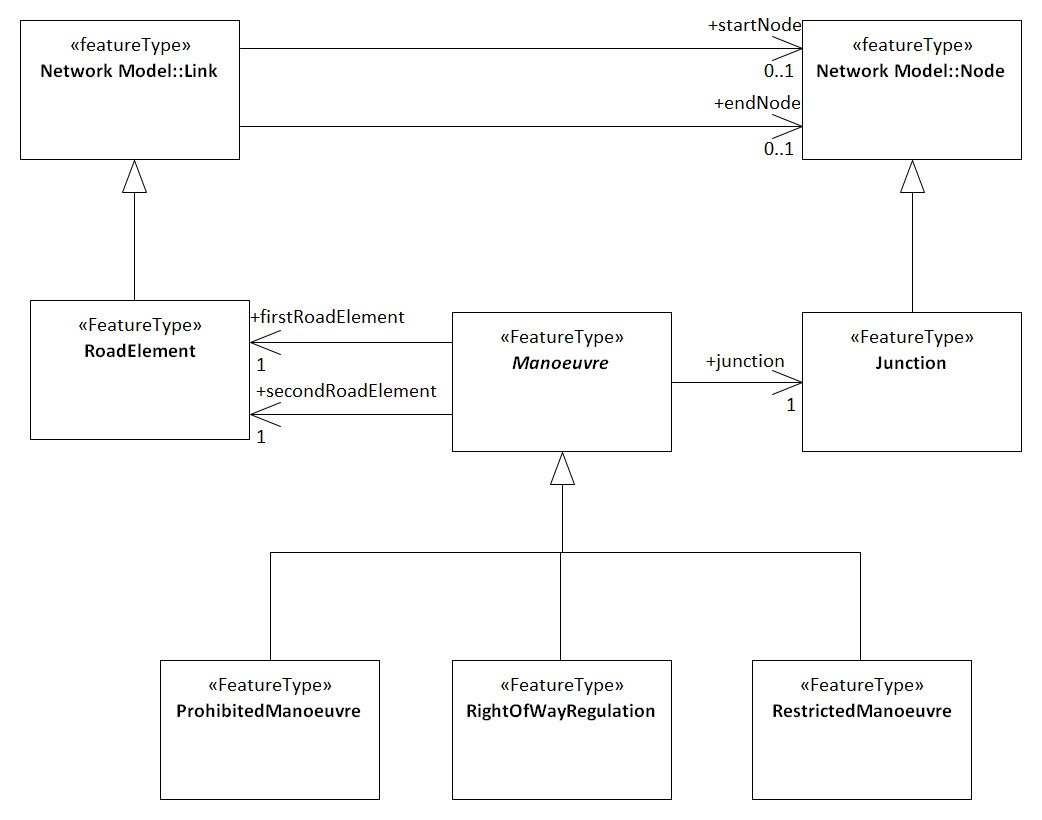 +startNode
«featureType»
Network Model::Link
«featureType»
Network Model::Node
0..1
+endNode
0..1
+firstRoadElement
«FeatureType»
RoadElement
1
«FeatureType»
Manoeuvre
+junction
«FeatureType»
Junction
+secondRoadElement
1
1
«FeatureType»
ProhibitedManoeuvre
«FeatureType»
RightOfWayRegulation
«FeatureType»
RestrictedManoeuvre